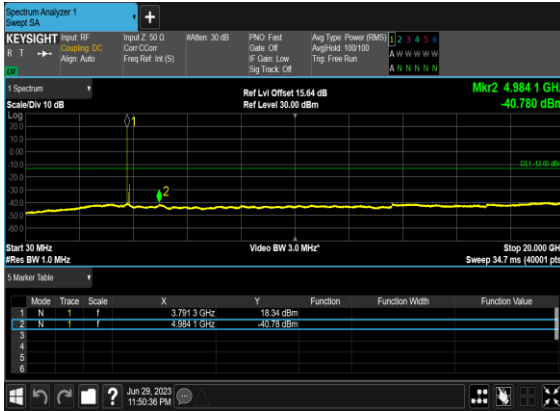 Spectrum Analyzer 1
Swept SA
+
KEYSIGHT Input: RF Input Z: 50 Ω #Atten: 30 dB PNO: Fast Avg Type: Power (RMS) 1 2 3 4 5 6
R T Coupling: DC Corr CCorr Gate: Off Avg|Hold: 100/100 A W W W W W
Align: Auto Freq Ref: Int (S) IF Gain: Low Trig: Free Run
Sig Track: Off A N N N N N
1 Spectrum Ref Lvl Offset 15.64 dB Mkr2 4.984 1 GHz
Scale/Div 10 dB Ref Level 30.00 dBm -40.780 dBm
Log
20.0
10.0
0.00
-10.0
-20.0
-30.0
-40.0
-50.0
-60.0
1
DL1 -13.00 dBm
2
Start 30 MHz Video BW 3.0 MHz* Stop 20.000 GH
#Res BW 1.0 MHz Sweep 34.7 ms (40001 pts
5 Marker Table
Mode Trace Scale X Y Function Function Width Function Value
1 N 1 f 3.791 3 GHz 18.34 dBm
2 N 1 f 4.984 1 GHz -40.78 dBm
3
4
5
6
? Jun 29, 2023
11:50:36 PM